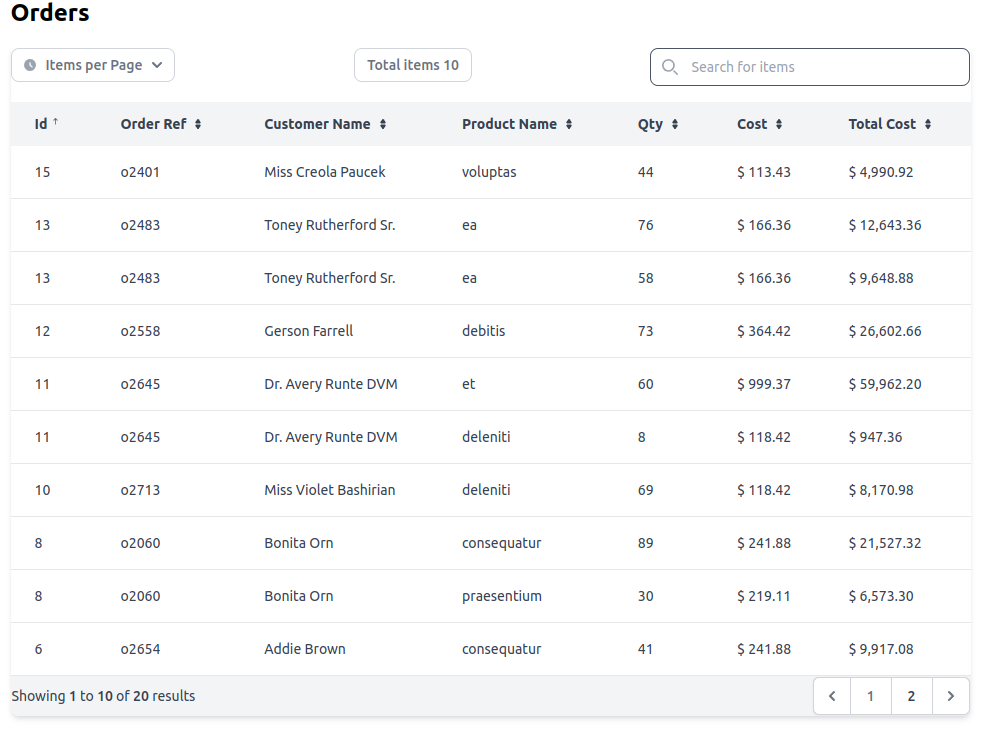 Orders
Items per Page Total items 10 Search for items
Id ↑ Order Ref Customer Name Product Name Qty Cost Total Cost
15 o2401 Miss Creola Paucek voluptas 44 $ 113.43 $ 4,990.92
13 o2483 Toney Rutherford Sr. ea 76 $ 166.36 $ 12,643.36
13 o2483 Toney Rutherford Sr. ea 58 $ 166.36 $ 9,648.88
12 o2558 Gerson Farrell debitis 73 $ 364.42 $ 26,602.66
11 o2645 Dr. Avery Runte DVM et 60 $ 999.37 $ 59,962.20
11 o2645 Dr. Avery Runte DVM deleniti 8 $ 118.42 $ 947.36
10 o2713 Miss Violet Bashirian deleniti 69 $ 118.42 $ 8,170.98
8 o2060 Bonita Orn consequatur 89 $ 241.88 $ 21,527.32
8 o2060 Bonita Orn praesentium 30 $ 219.11 $ 6,573.30
6 o2654 Addie Brown consequatur 41 $ 241.88 $ 9,917.08
Showing 1 to 10 of 20 results 1 2